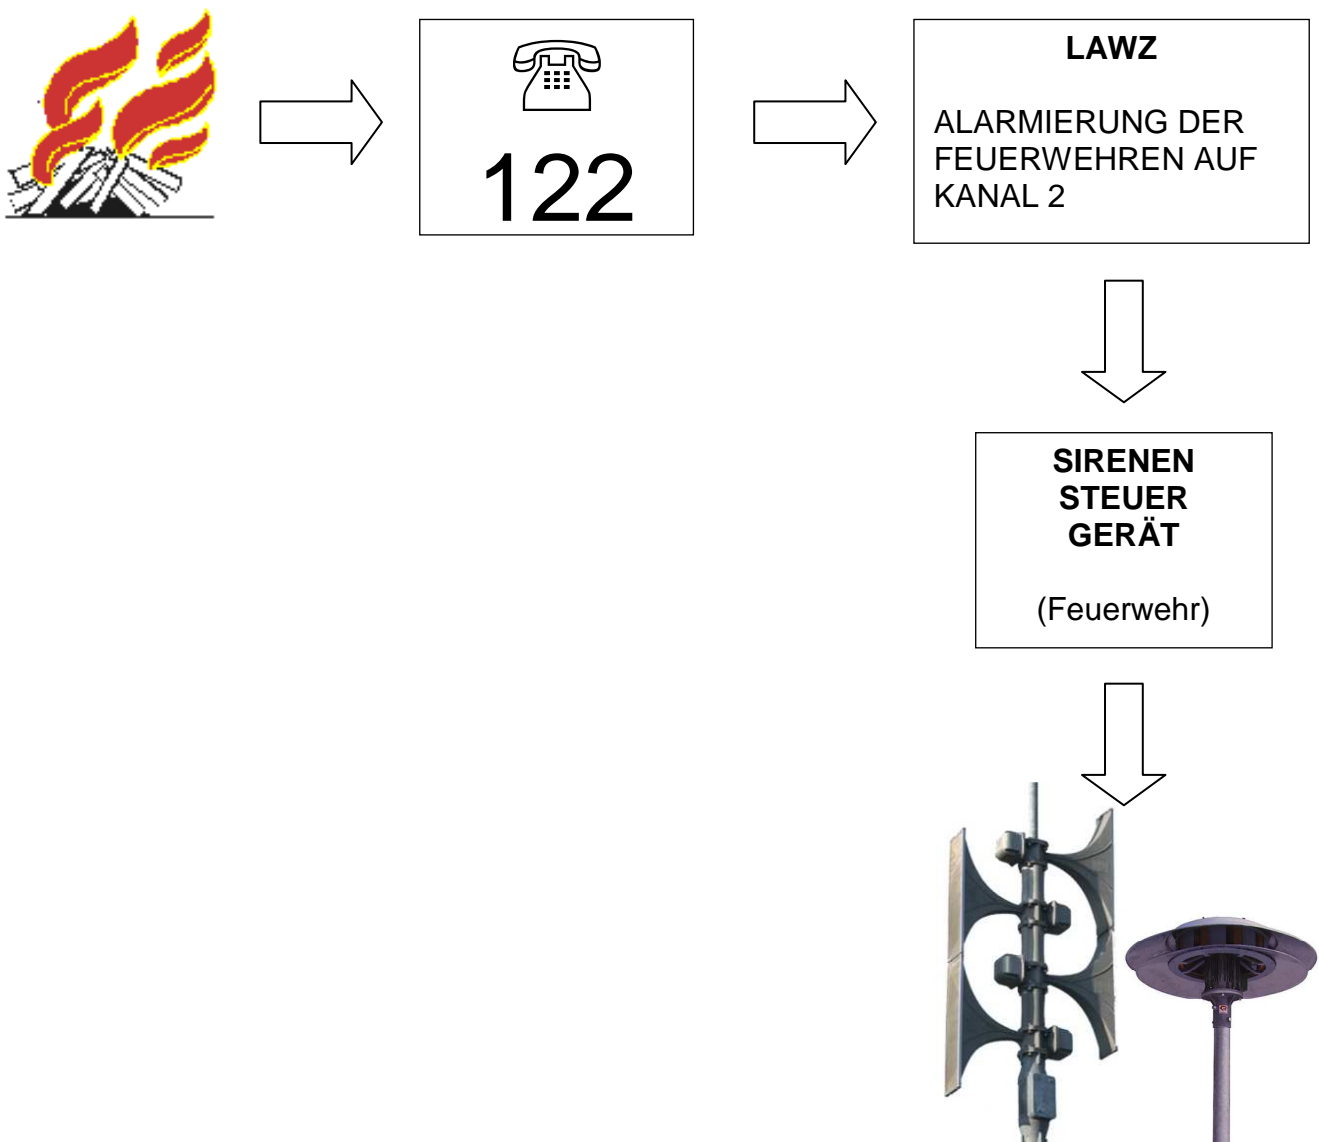 122
LAWZ
ALARMIERUNG DER
FEUERWEHREN AUF
KANAL 2
SIRENEN
STEUER
GERÄT
(Feuerwehr)